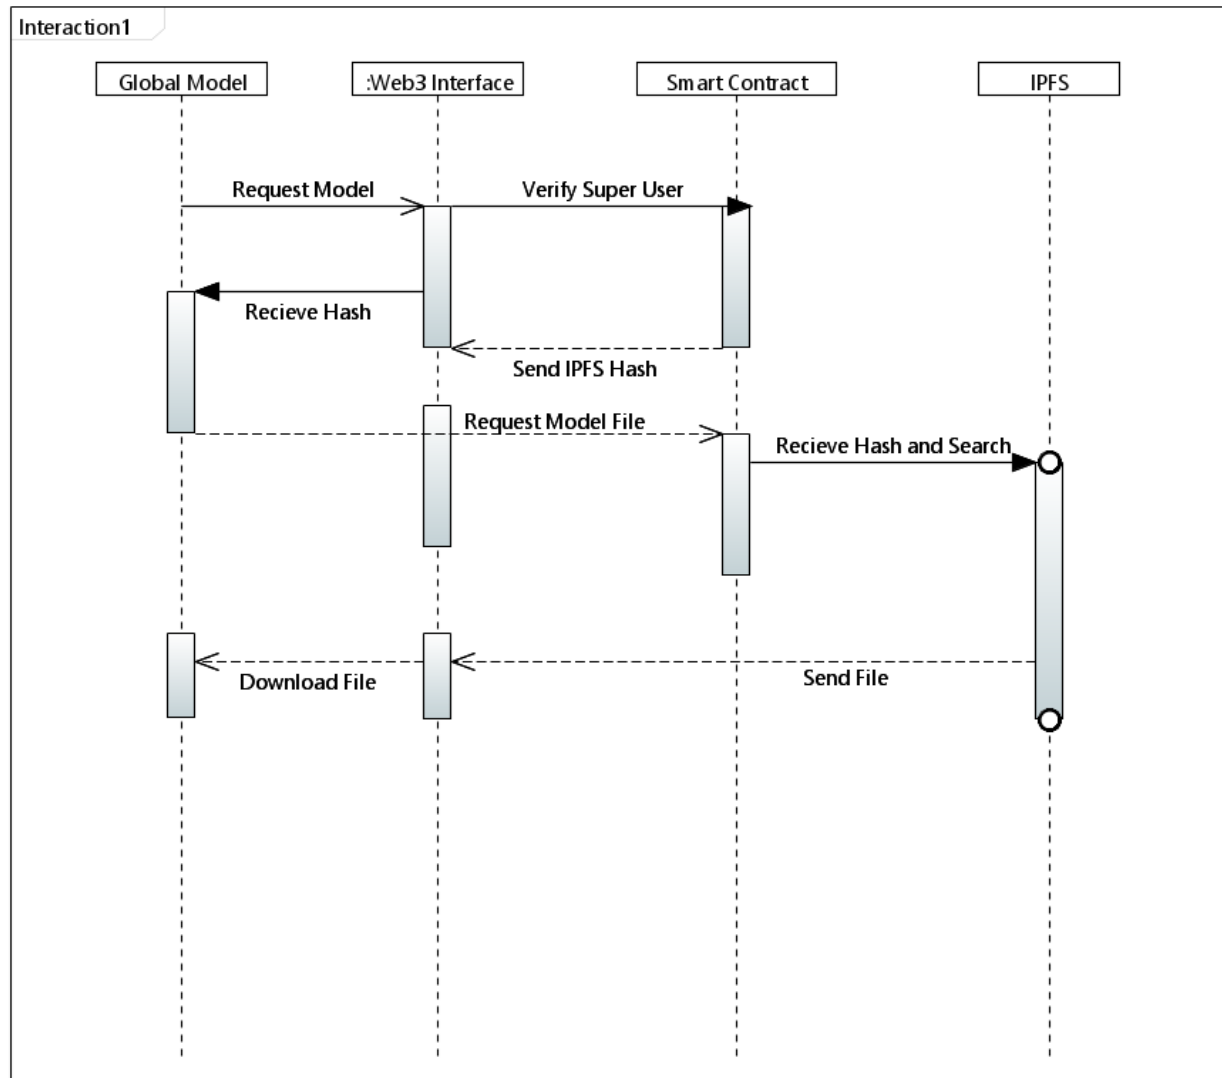 Interaction1
Global Model
:Web3 Interface
Smart Contract
IPFS
Request Model
Verify Super User
Recieve Hash
Send IPFS Hash
Request Model File
Recieve Hash and Search
Download File
Send File